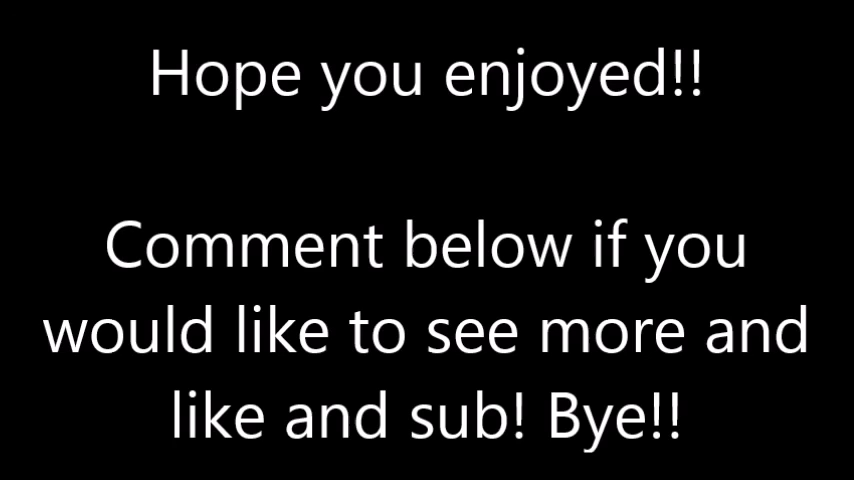 Hope you enjoyed!!
Comment below if you
would like to see more and
like and sub! Bye!!